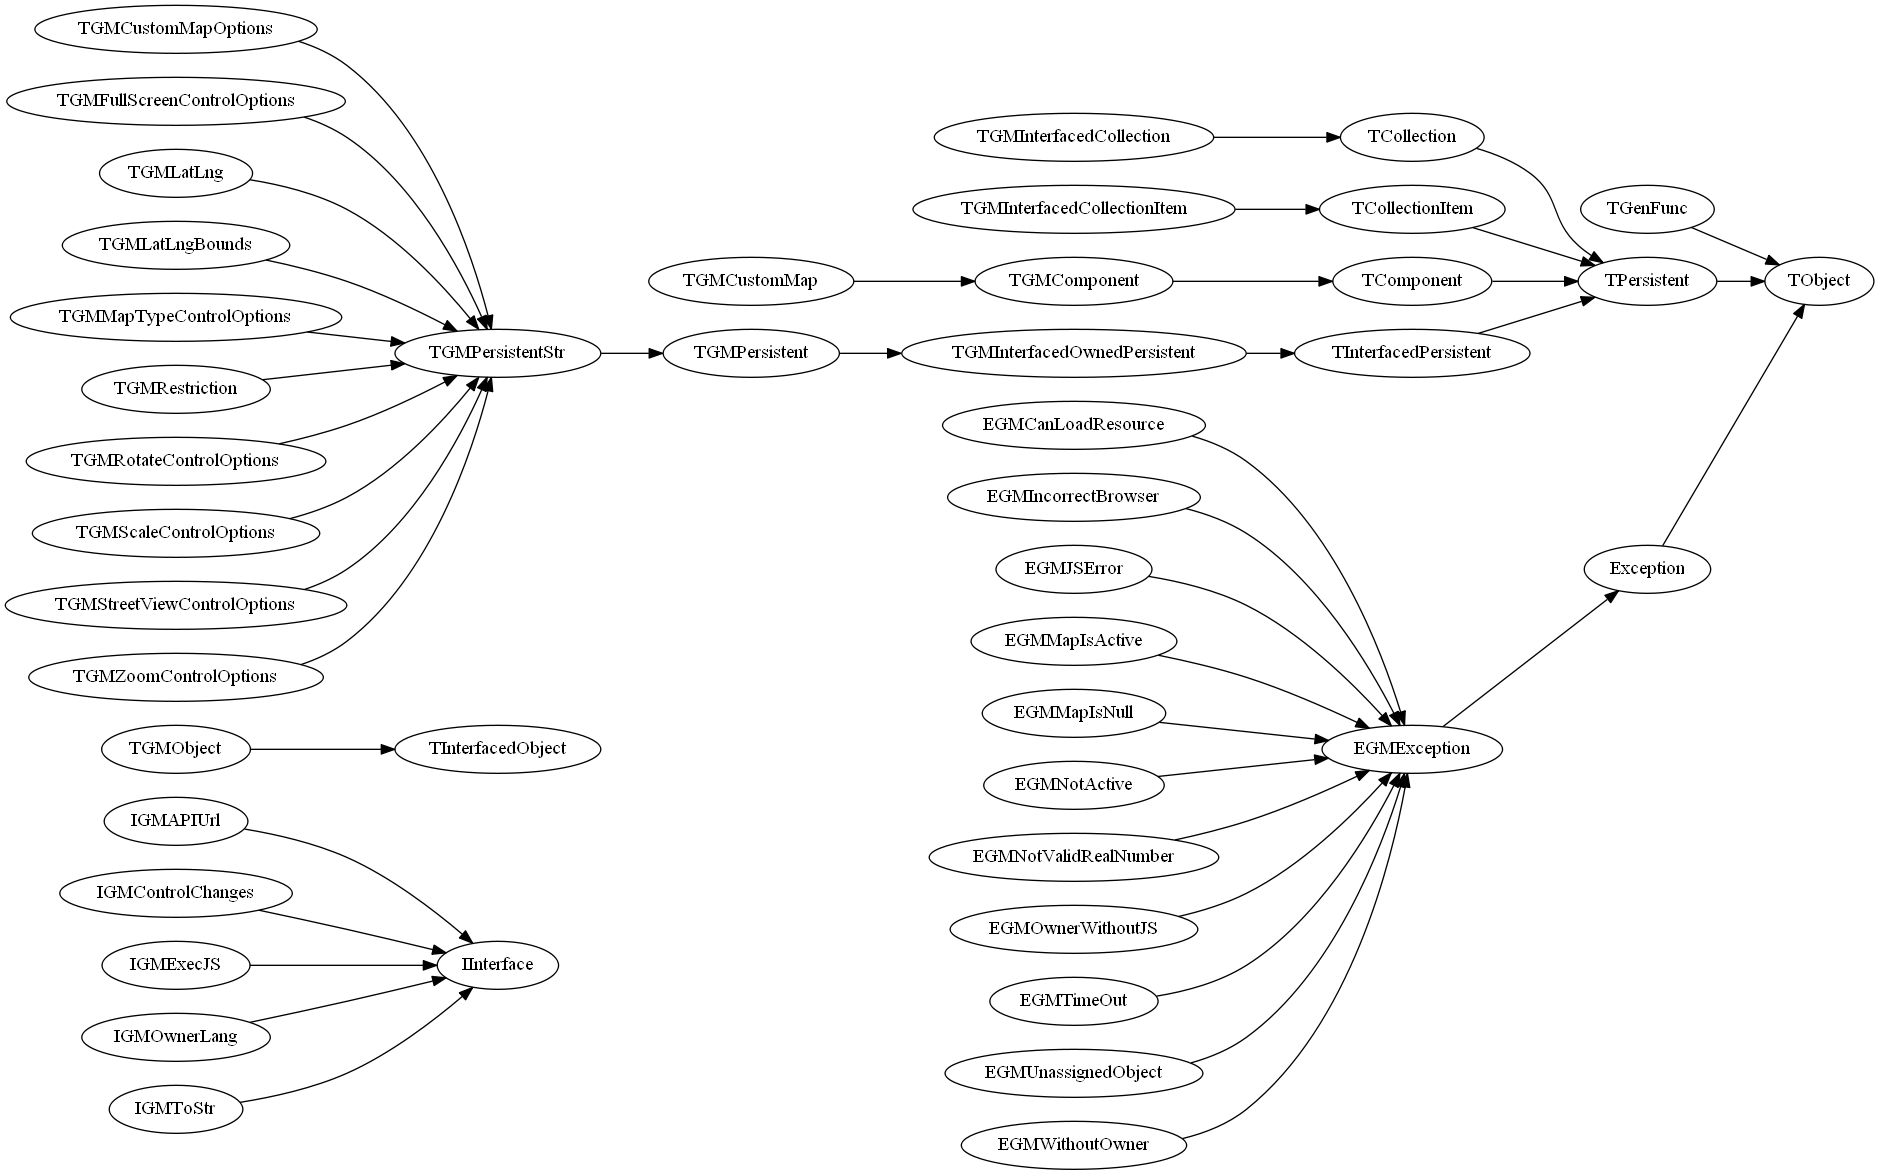 TGMCustomMapOptions
TGMFullScreenControlOptions
TGMLatLng
TGMLatLngBounds
TGMMapTypeControlOptions
TGMRestriction
TGMRotateControlOptions
TGMScaleControlOptions
TGMStreetViewControlOptions
TGMZoomControlOptions
TGMObject
IGMAPIUrl
IGMControlChanges
IGMExecJS
IGMOwnerLang
IGMToStr
TGMPersistentStr
TInterfacedObject
IInterface
TGMCustomMap
TGMPersistent
TGMInterfacedCollection
TGMInterfacedCollectionItem
TGMComponent
TGMInterfacedOwnedPersistent
EGMCanLoadResource
EGMIncorrectBrowser
EGMJSError
EGMMapIsActive
EGMMapIsNull
EGMNotActive
EGMNotValidRealNumber
EGMOwnerWithoutJS
EGMTimeOut
EGMUnassignedObject
EGMWithoutOwner
TCollection
TCollectionItem
TComponent
TInterfacedPersistent
EGMException
TGenFunc
TPersistent
Exception
TObject